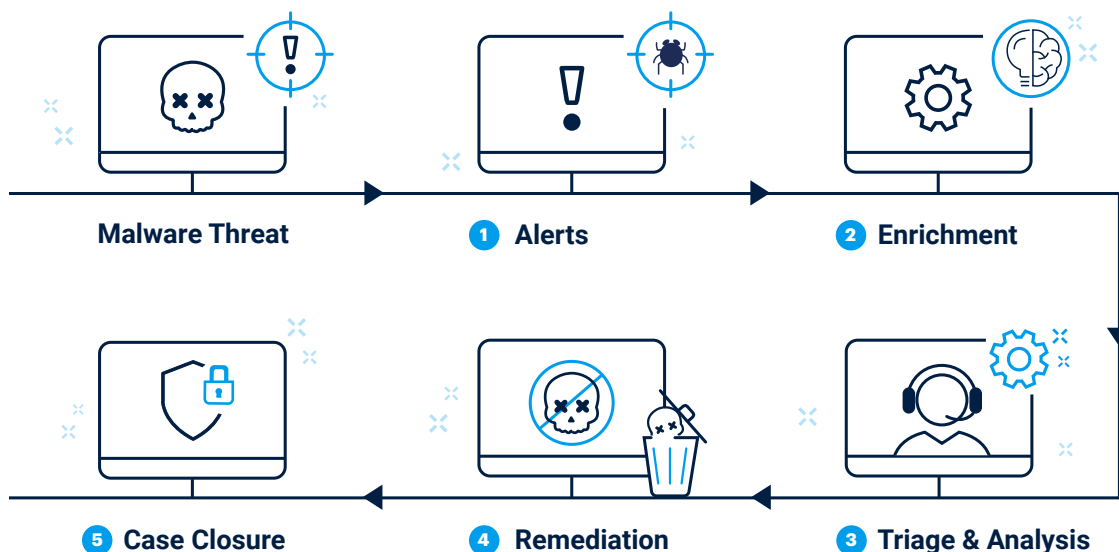 Malware Threat
1 Alerts
2 Enrichment
3 Triage & Analysis
4 Remediation
5 Case Closure